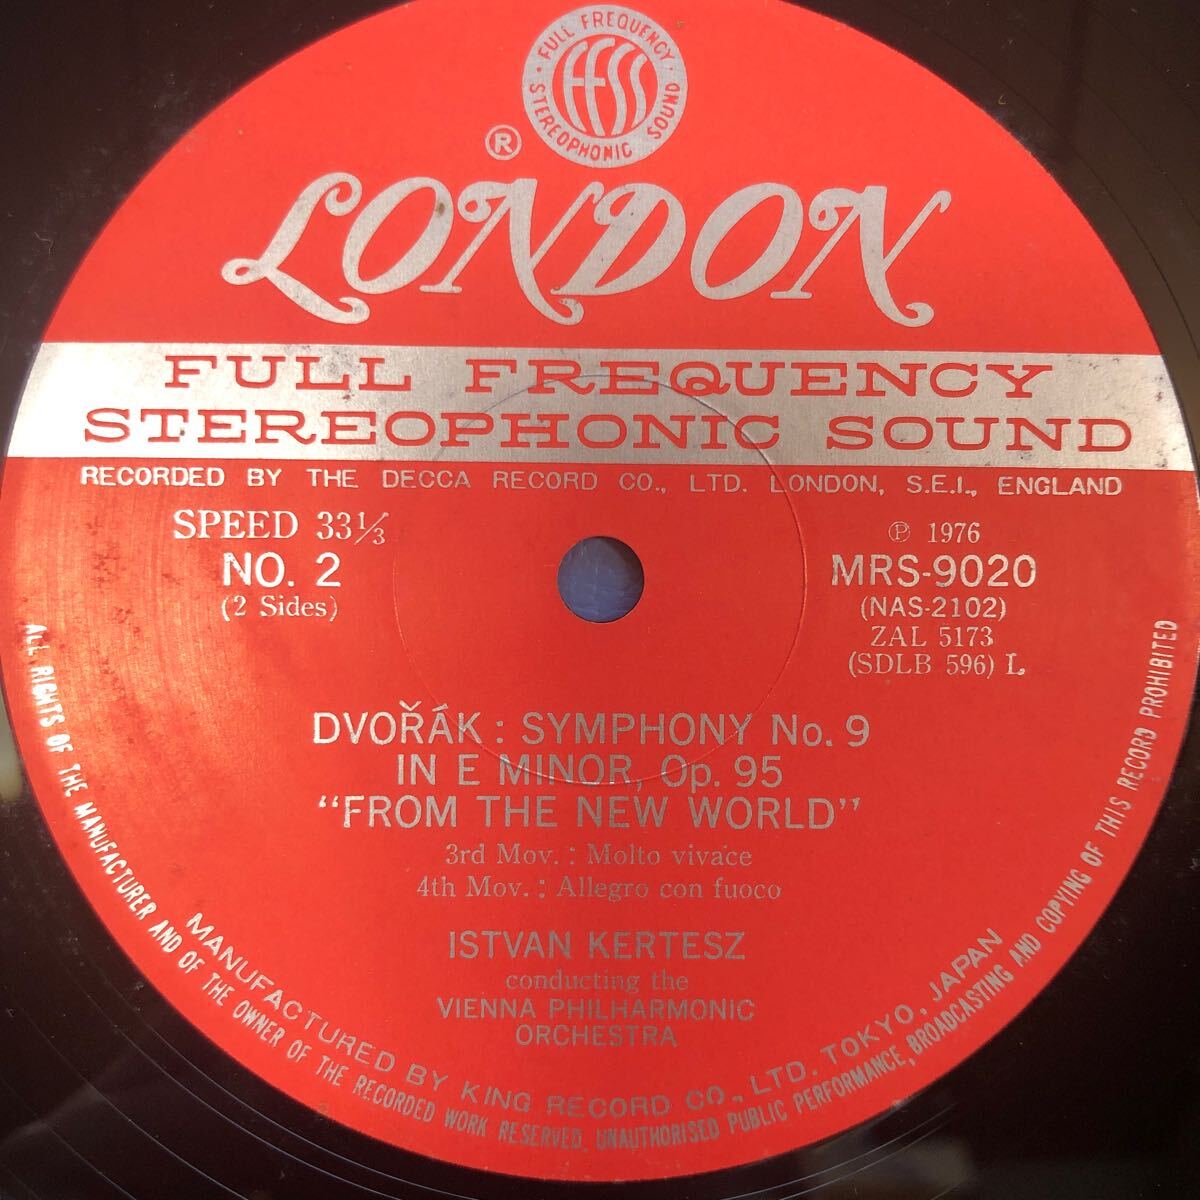 FULL FREQUENCY
FFSS
STEREOPHONIC SOUND
®
LONDON
FULL FREQUENCY
STEREOPHONIC SOUND
RECORDED BY THE DECCA RECORD CO., LTD. LONDON, S.E.I., ENGLAND
SPEED 33⅓
NO. 2
(2 Sides)
℗ 1976
MRS-9020
(NAS-2102)
ZAL 5173
(SDLB 596) L
DVOŘÁK : SYMPHONY No. 9
IN E MINOR, Op. 95
“FROM THE NEW WORLD”
3rd Mov. : Molto vivace
4th Mov. : Allegro con fuoco
ISTVAN KERTESZ
conducting the
VIENNA PHILHARMONIC
ORCHESTRA
MANUFACTURED BY KING RECORD CO., LTD. TOKYO, JAPAN
ALL RIGHTS OF THE MANUFACTURER AND OF THE OWNER OF THE RECORDED WORK RESERVED. UNAUTHORISED PUBLIC PERFORMANCE, BROADCASTING AND COPYING OF THIS RECORD PROHIBITED